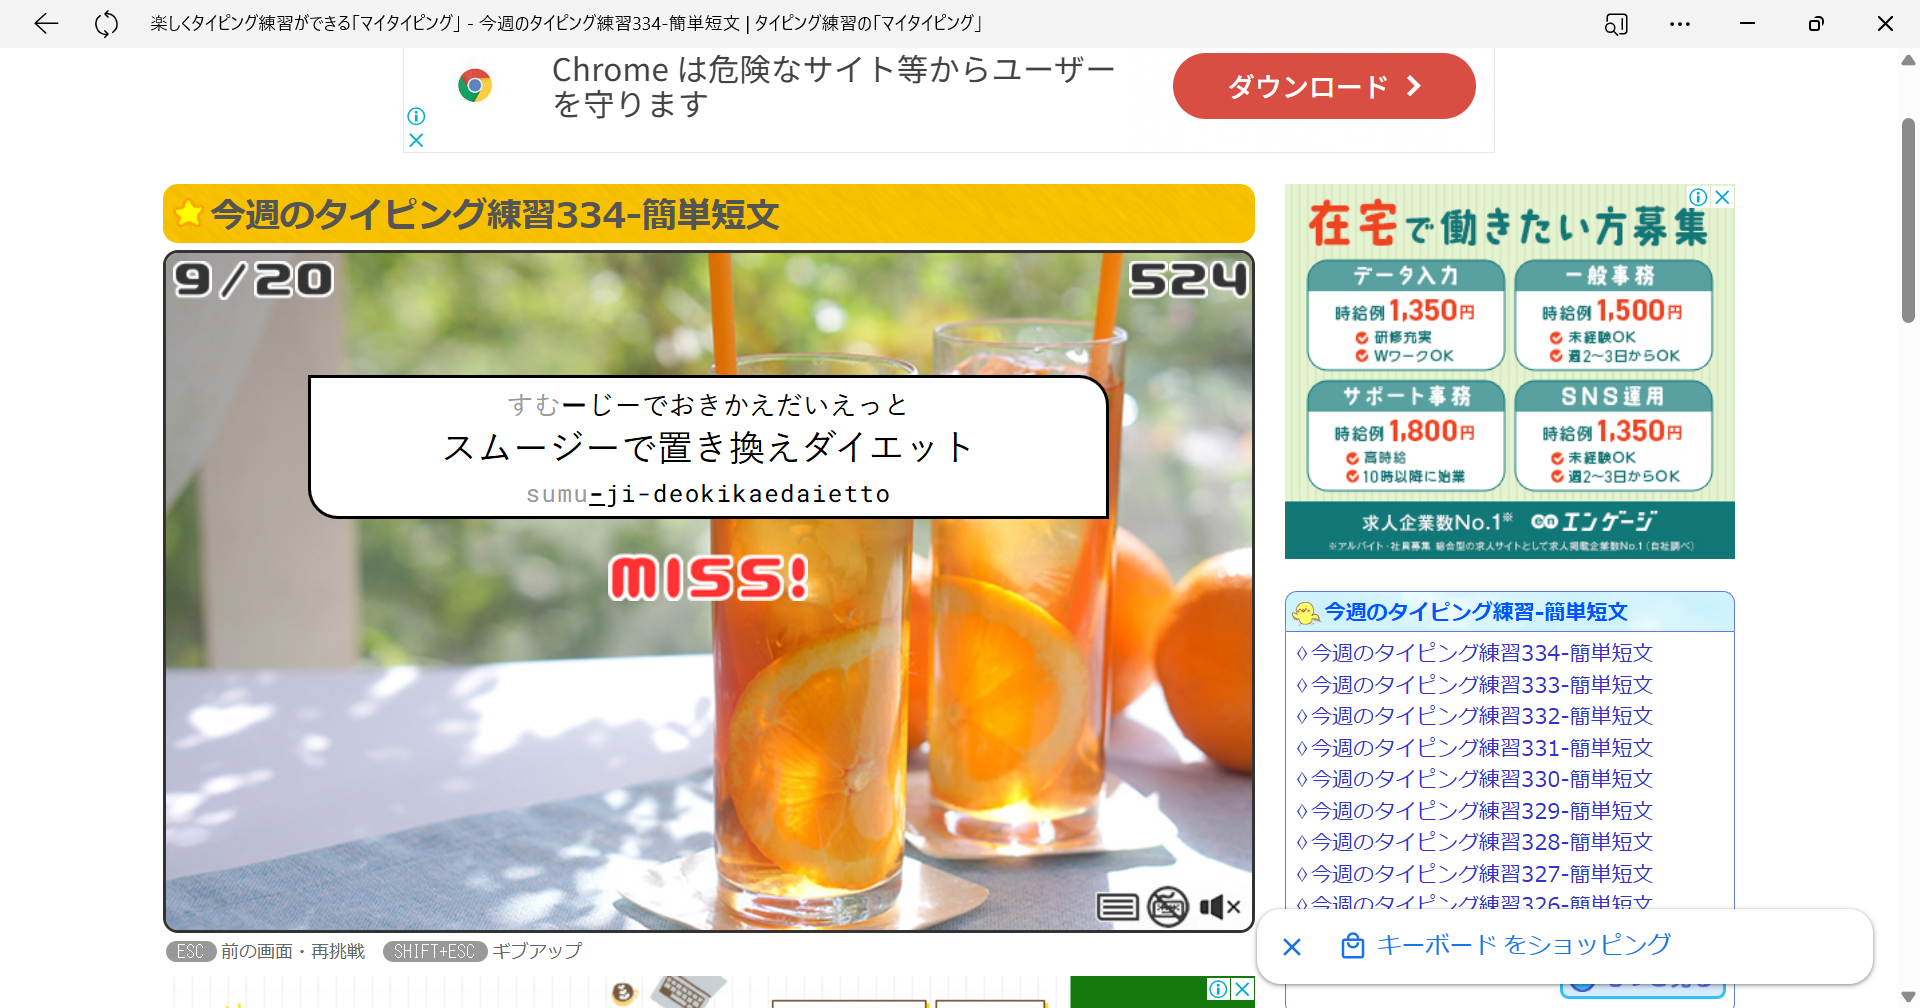 楽しくタイピング練習ができる「マイタイピング」 - 今週のタイピング練習334-簡単短文 | タイピング練習の「マイタイピング」
Chrome は危険なサイト等からユーザー
を守ります
ダウンロード
今週のタイピング練習334-簡単短文
9/20
524
すむーじーでおきかえだいえっと
スムージーで置き換えダイエット
sumu-ji-deokikaedaietto
MISS!
ESC 前の画面・再挑戦 SHIFT+ESC ギブアップ
在宅で働きたい方募集
データ入力
時給例1,350円
研修充実
WワークOK
一般事務
時給例1,500円
未経験OK
週2～3日からOK
サポート事務
時給例1,800円
高時給
10時以降に始業
SNS運用
時給例1,350円
未経験OK
週2～3日からOK
求人企業数No.1※ en エンゲージ
※アルバイト・社員募集 総合型の求人サイトとして求人掲載企業数No.1（自社調べ）
今週のタイピング練習-簡単短文
◊今週のタイピング練習334-簡単短文
◊今週のタイピング練習333-簡単短文
◊今週のタイピング練習332-簡単短文
◊今週のタイピング練習331-簡単短文
◊今週のタイピング練習330-簡単短文
◊今週のタイピング練習329-簡単短文
◊今週のタイピング練習328-簡単短文
◊今週のタイピング練習327-簡単短文
◊今週のタイピング練習326-簡単短文
キーボード をショッピング